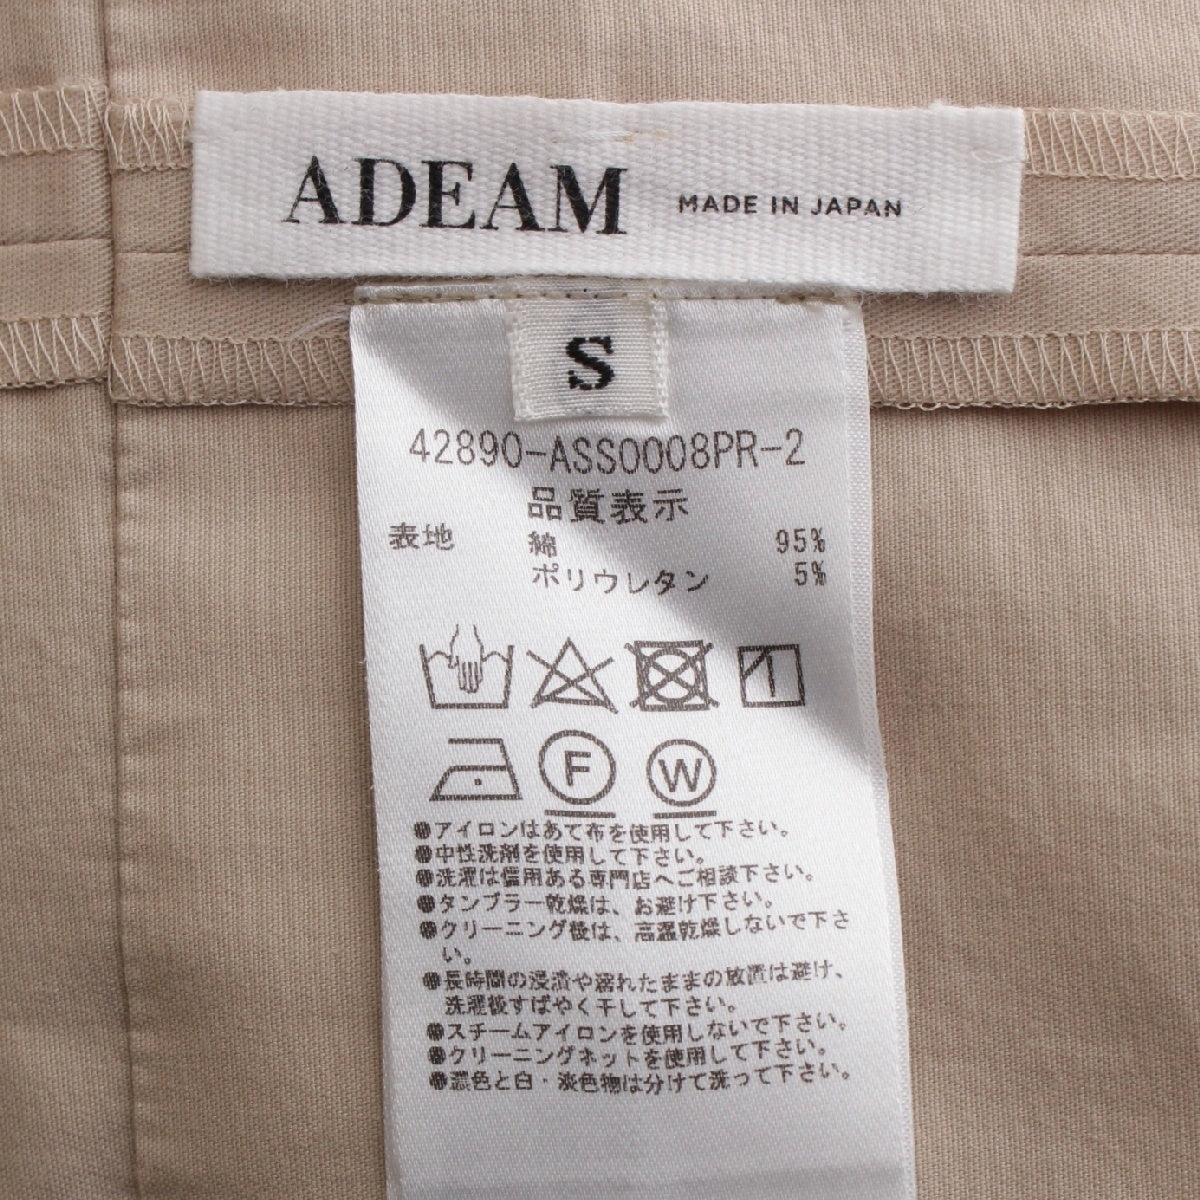 ADEAM MADE IN JAPAN
S
42890-ASS0008PR-2
品質表示
表地 綿 95%
ポリウレタン 5%
F W
●アイロンはあて布を使用して下さい。
●中性洗剤を使用して下さい。
●洗濯は信用ある専門店へご相談下さい。
●タンブラー乾燥は、お避け下さい。
●クリーニング後は、高温乾燥しないで下さ
い。
●長時間の浸漬や濡れたままの放置は避け、
洗濯後すばやく干して下さい。
●スチームアイロンを使用しないで下さい。
●クリーニングネットを使用して下さい。
●濃色と白・淡色物は分けて洗って下さい。